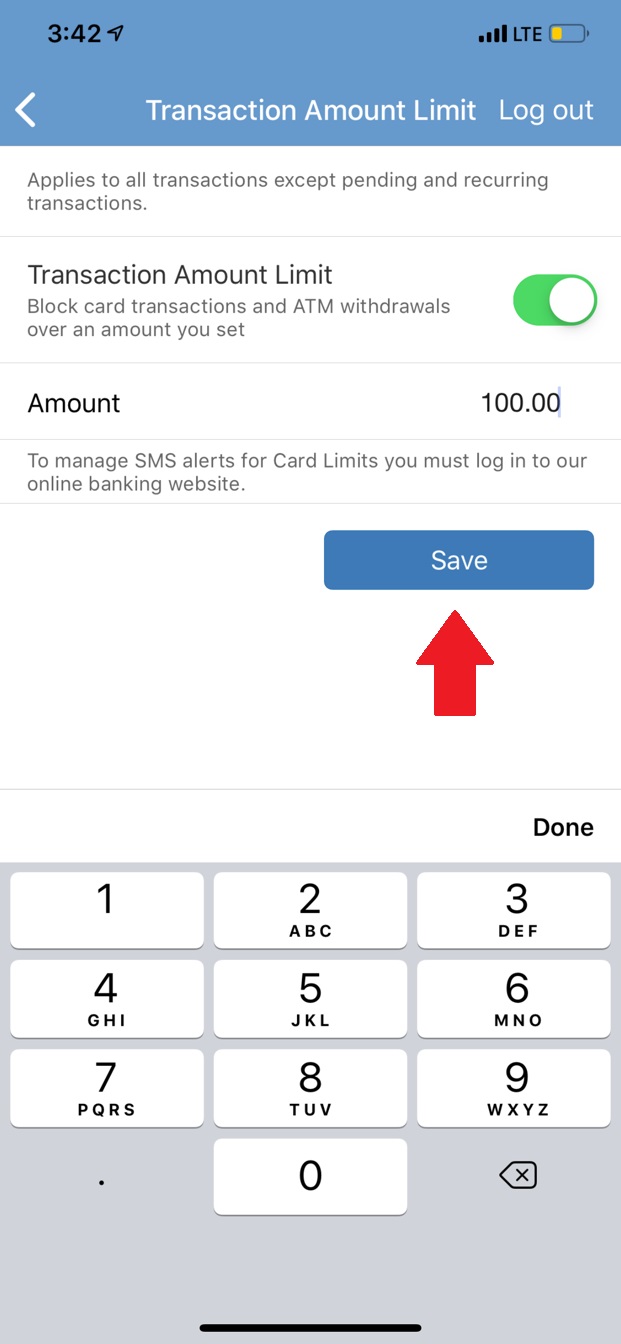 3:42 LTE
Transaction Amount Limit Log out
Applies to all transactions except pending and recurring
transactions.
Transaction Amount Limit
Block card transactions and ATM withdrawals
over an amount you set
Amount 100.00
To manage SMS alerts for Card Limits you must log in to our
online banking website.
Save
Done
1 2 3
ABC DEF
4 5 6
GHI JKL MNO
7 8 9
PQRS TUV WXYZ
. 0